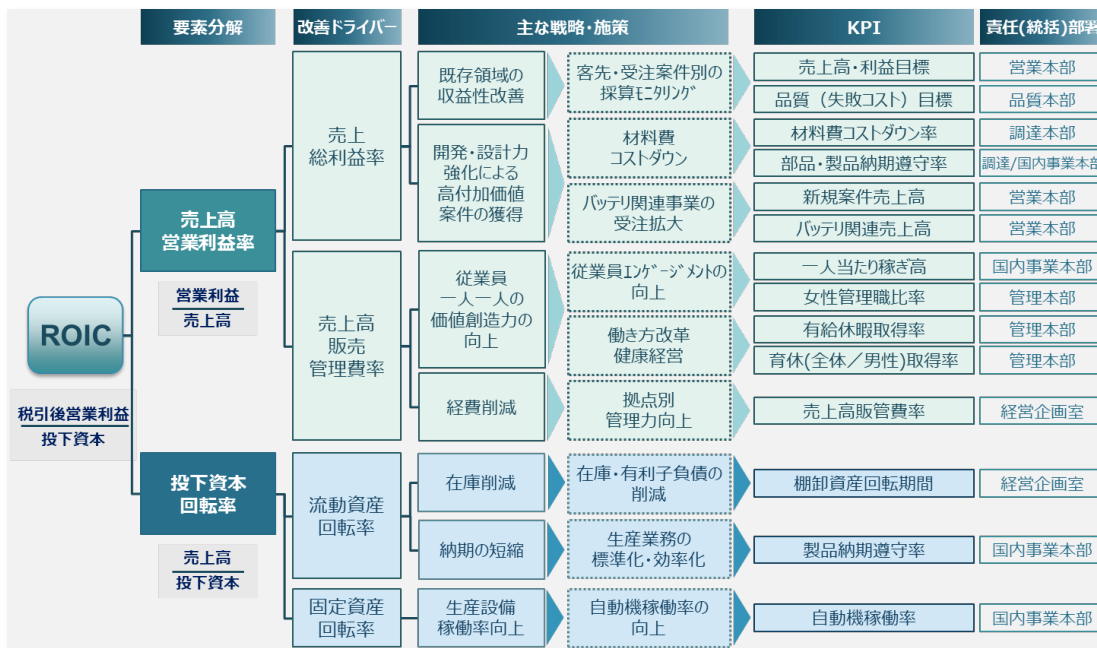 要素分解
改善ドライバー
主な戦略・施策
KPI
責任(統括)部署
ROIC
税引後営業利益
投下資本
売上高
営業利益率
営業利益
売上高
売上
総利益率
既存領域の
収益性改善
客先・受注案件別の
採算ﾓﾆﾀﾘﾝｸﾞ
売上高・利益目標
営業本部
品質（失敗コスト）目標
品質本部
開発・設計力
強化による
高付加価値
案件の獲得
材料費
コストダウン
材料費コストダウン率
調達本部
部品・製品納期遵守率
調達/国内事業本部
バッテリ関連事業の
受注拡大
新規案件売上高
営業本部
バッテリ関連売上高
営業本部
売上高
販売
管理費率
従業員
一人一人の
価値創造力の
向上
従業員ｴﾝｹﾞｰｼﾞﾒﾝﾄの
向上
一人当たり稼ぎ高
国内事業本部
女性管理職比率
管理本部
働き方改革
健康経営
有給休暇取得率
管理本部
育休(全体／男性)取得率
管理本部
経費削減
拠点別
管理力向上
売上高販管費率
経営企画室
投下資本
回転率
売上高
投下資本
流動資産
回転率
在庫削減
在庫・有利子負債の
削減
棚卸資産回転期間
経営企画室
納期の短縮
生産業務の
標準化・効率化
製品納期遵守率
国内事業本部
固定資産
回転率
生産設備
稼働率向上
自動機稼働率の
向上
自動機稼働率
国内事業本部